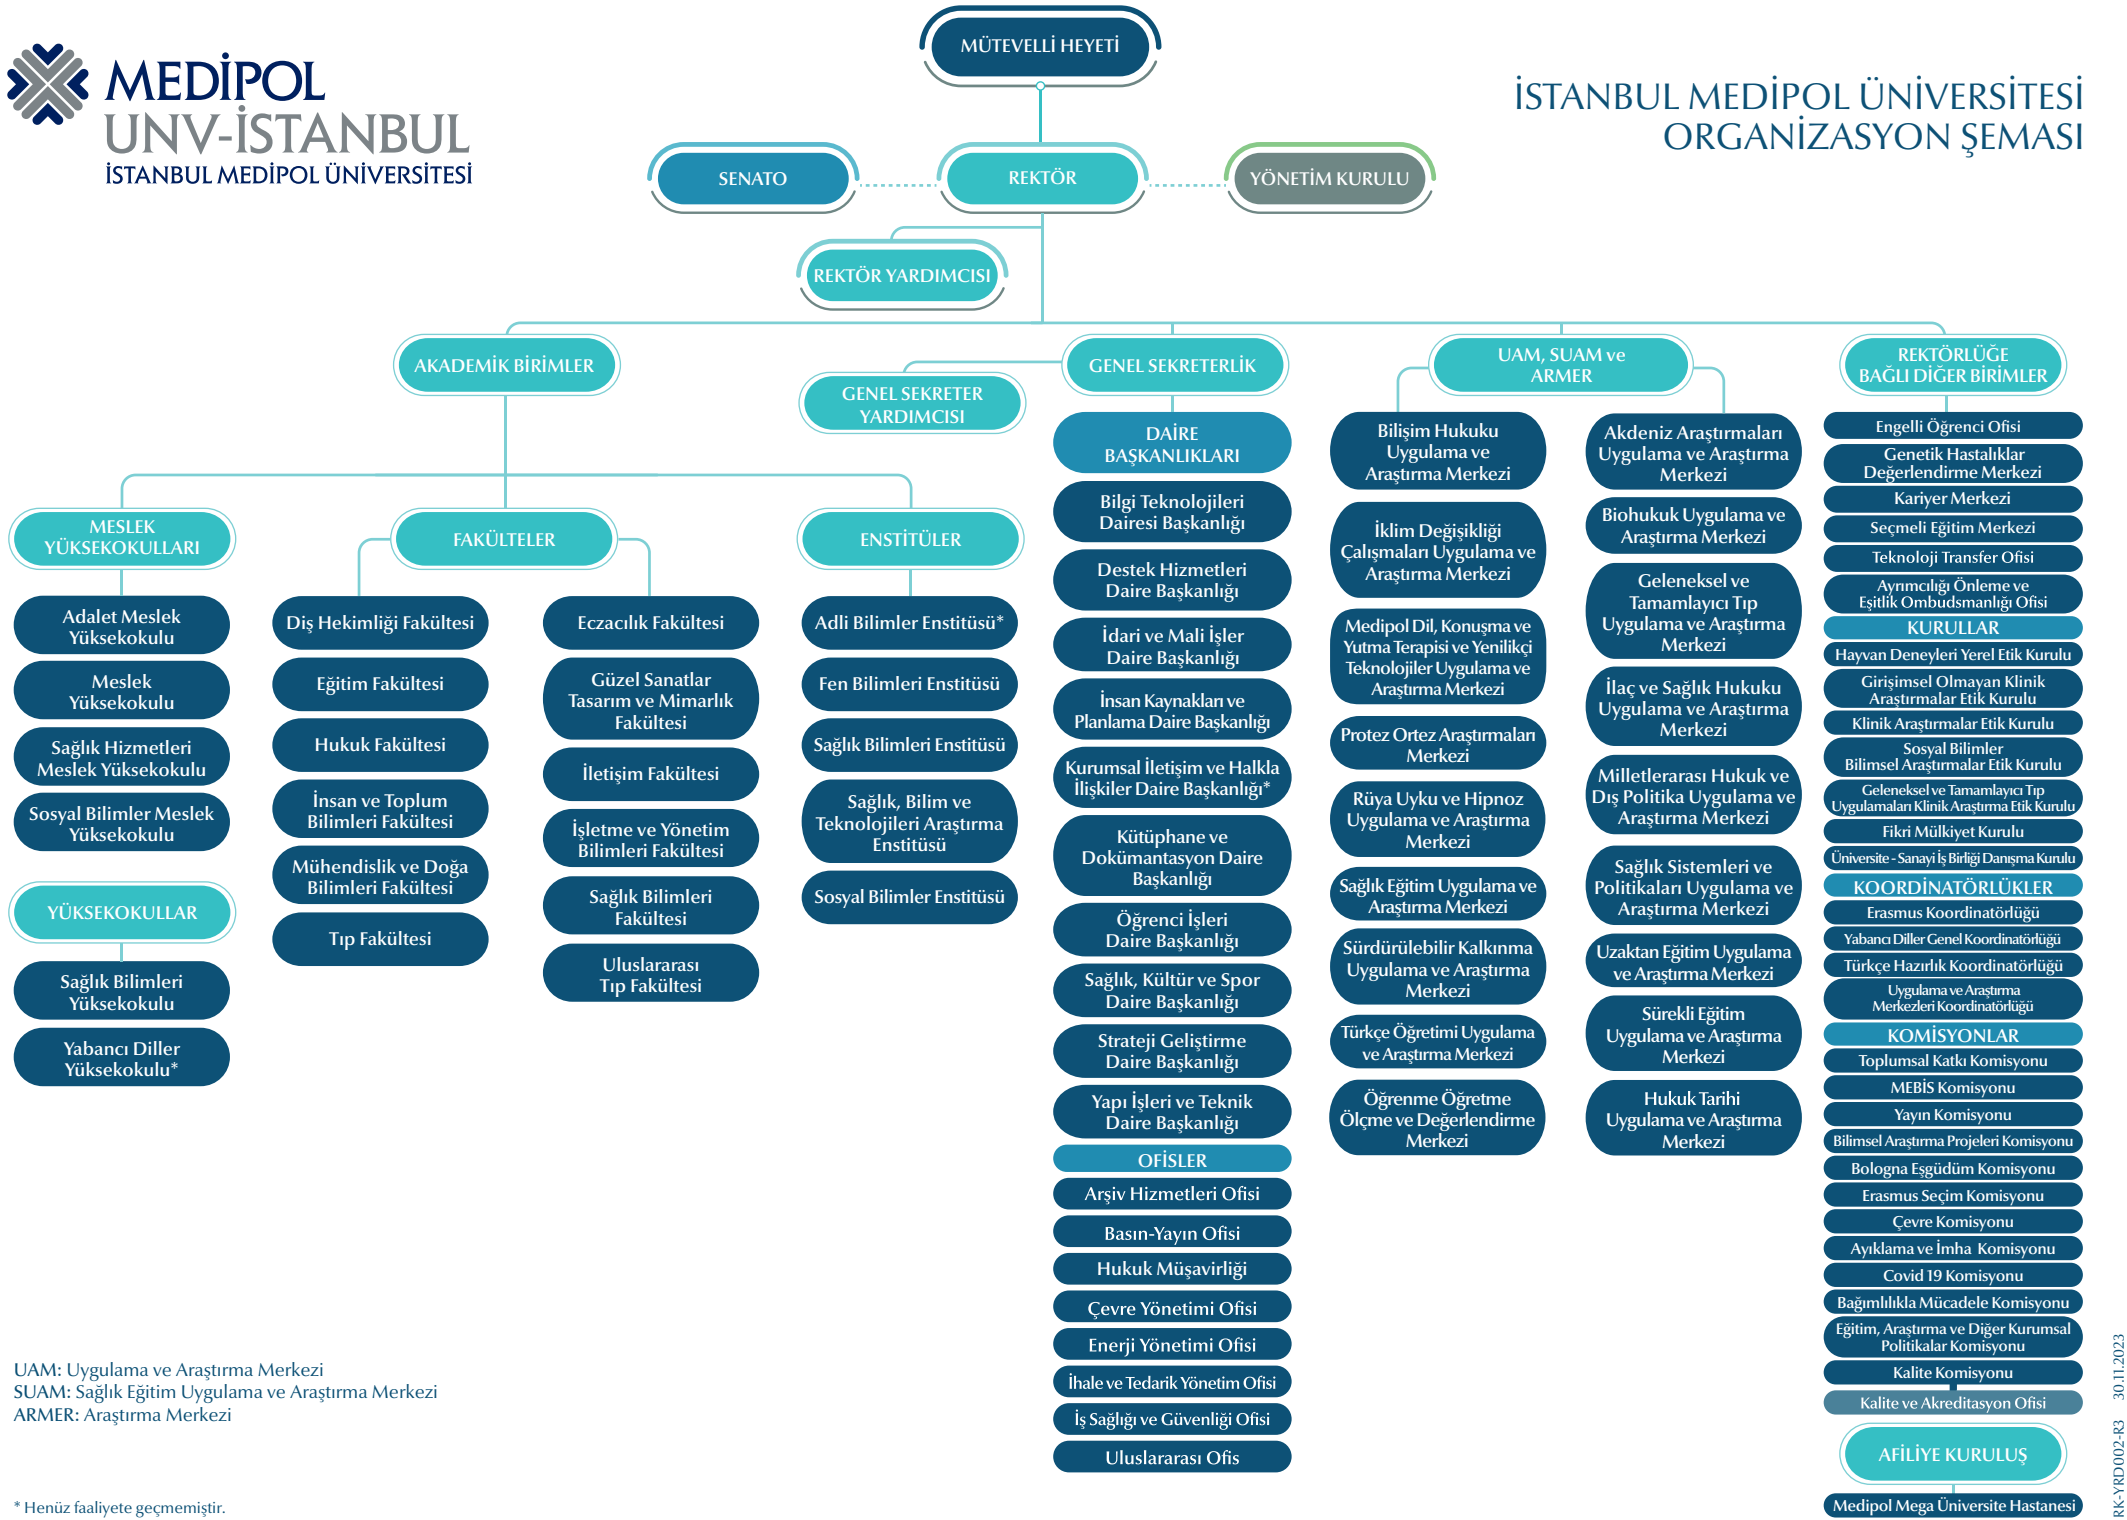 MEDİPOL
UNV-İSTANBUL
İSTANBUL MEDİPOL ÜNİVERSİTESİ
İSTANBUL MEDİPOL ÜNİVERSİTESİ
ORGANİZASYON ŞEMASI
MÜTEVELLİ HEYETİ
SENATO
REKTÖR
YÖNETİM KURULU
REKTÖR YARDIMCISI
AKADEMİK BİRİMLER
MESLEK
YÜKSEKOKULLARI
Adalet Meslek
Yüksekokulu
Meslek
Yüksekokulu
Sağlık Hizmetleri
Meslek Yüksekokulu
Sosyal Bilimler Meslek
Yüksekokulu
YÜKSEKOKULLAR
Sağlık Bilimleri
Yüksekokulu
Yabancı Diller
Yüksekokulu*
FAKÜLTELER
Diş Hekimliği Fakültesi
Eğitim Fakültesi
Hukuk Fakültesi
İnsan ve Toplum
Bilimleri Fakültesi
Mühendislik ve Doğa
Bilimleri Fakültesi
Tıp Fakültesi
Eczacılık Fakültesi
Güzel Sanatlar
Tasarım ve Mimarlık
Fakültesi
İletişim Fakültesi
İşletme ve Yönetim
Bilimleri Fakültesi
Sağlık Bilimleri
Fakültesi
Uluslararası
Tıp Fakültesi
ENSTİTÜLER
Adli Bilimler Enstitüsü*
Fen Bilimleri Enstitüsü
Sağlık Bilimleri Enstitüsü
Sağlık, Bilim ve
Teknolojileri Araştırma
Enstitüsü
Sosyal Bilimler Enstitüsü
GENEL SEKRETERLİK
GENEL SEKRETER
YARDIMCISI
DAİRE
BAŞKANLIKLARI
Bilgi Teknolojileri
Dairesi Başkanlığı
Destek Hizmetleri
Daire Başkanlığı
İdari ve Mali İşler
Daire Başkanlığı
İnsan Kaynakları ve
Planlama Daire Başkanlığı
Kurumsal İletişim ve Halkla
İlişkiler Daire Başkanlığı*
Kütüphane ve
Dokümantasyon Daire
Başkanlığı
Öğrenci İşleri
Daire Başkanlığı
Sağlık, Kültür ve Spor
Daire Başkanlığı
Strateji Geliştirme
Daire Başkanlığı
Yapı İşleri ve Teknik
Daire Başkanlığı
OFİSLER
Arşiv Hizmetleri Ofisi
Basın-Yayın Ofisi
Hukuk Müşavirliği
Çevre Yönetimi Ofisi
Enerji Yönetimi Ofisi
İhale ve Tedarik Yönetim Ofisi
İş Sağlığı ve Güvenliği Ofisi
Uluslararası Ofis
UAM, SUAM ve
ARMER
Bilişim Hukuku
Uygulama ve
Araştırma Merkezi
İklim Değişikliği
Çalışmaları Uygulama ve
Araştırma Merkezi
Medipol Dil, Konuşma ve
Yutma Terapisi ve Yenilikçi
Teknolojiler Uygulama ve
Araştırma Merkezi
Protez Ortez Araştırmaları
Merkezi
Rüya Uyku ve Hipnoz
Uygulama ve Araştırma
Merkezi
Sağlık Eğitim Uygulama ve
Araştırma Merkezi
Sürdürülebilir Kalkınma
Uygulama ve Araştırma
Merkezi
Türkçe Öğretimi Uygulama
ve Araştırma Merkezi
Öğrenme Öğretme
Ölçme ve Değerlendirme
Merkezi
Akdeniz Araştırmaları
Uygulama ve Araştırma
Merkezi
Biohukuk Uygulama ve
Araştırma Merkezi
Geleneksel ve
Tamamlayıcı Tıp
Uygulama ve Araştırma
Merkezi
İlaç ve Sağlık Hukuku
Uygulama ve Araştırma
Merkezi
Milletlerarası Hukuk ve
Dış Politika Uygulama ve
Araştırma Merkezi
Sağlık Sistemleri ve
Politikaları Uygulama ve
Araştırma Merkezi
Uzaktan Eğitim Uygulama
ve Araştırma Merkezi
Sürekli Eğitim
Uygulama ve Araştırma
Merkezi
Hukuk Tarihi
Uygulama ve Araştırma
Merkezi
REKTÖRLÜĞE
BAĞLI DİĞER BİRİMLER
Engelli Öğrenci Ofisi
Genetik Hastalıklar
Değerlendirme Merkezi
Kariyer Merkezi
Seçmeli Eğitim Merkezi
Teknoloji Transfer Ofisi
Ayrımcılığı Önleme ve
Eşitlik Ombudsmanlığı Ofisi
KURULLAR
Hayvan Deneyleri Yerel Etik Kurulu
Girişimsel Olmayan Klinik
Araştırmalar Etik Kurulu
Klinik Araştırmalar Etik Kurulu
Sosyal Bilimler
Bilimsel Araştırmalar Etik Kurulu
Geleneksel ve Tamamlayıcı Tıp
Uygulamaları Klinik Araştırma Etik Kurulu
Fikri Mülkiyet Kurulu
Üniversite - Sanayi İş Birliği Danışma Kurulu
KOORDİNATÖRLÜKLER
Erasmus Koordinatörlüğü
Yabancı Diller Genel Koordinatörlüğü
Türkçe Hazırlık Koordinatörlüğü
Uygulama ve Araştırma
Merkezleri Koordinatörlüğü
KOMİSYONLAR
Toplumsal Katkı Komisyonu
MEBİS Komisyonu
Yayın Komisyonu
Bilimsel Araştırma Projeleri Komisyonu
Bologna Eşgüdüm Komisyonu
Erasmus Seçim Komisyonu
Çevre Komisyonu
Ayıklama ve İmha Komisyonu
Covid 19 Komisyonu
Bağımlılıkla Mücadele Komisyonu
Eğitim, Araştırma ve Diğer Kurumsal
Politikalar Komisyonu
Kalite Komisyonu
Kalite ve Akreditasyon Ofisi
AFİLİYE KURULUŞ
Medipol Mega Üniversite Hastanesi
UAM: Uygulama ve Araştırma Merkezi
SUAM: Sağlık Eğitim Uygulama ve Araştırma Merkezi
ARMER: Araştırma Merkezi
* Henüz faaliyete geçmemiştir.
RK-YRD002-R3 30.11.2023